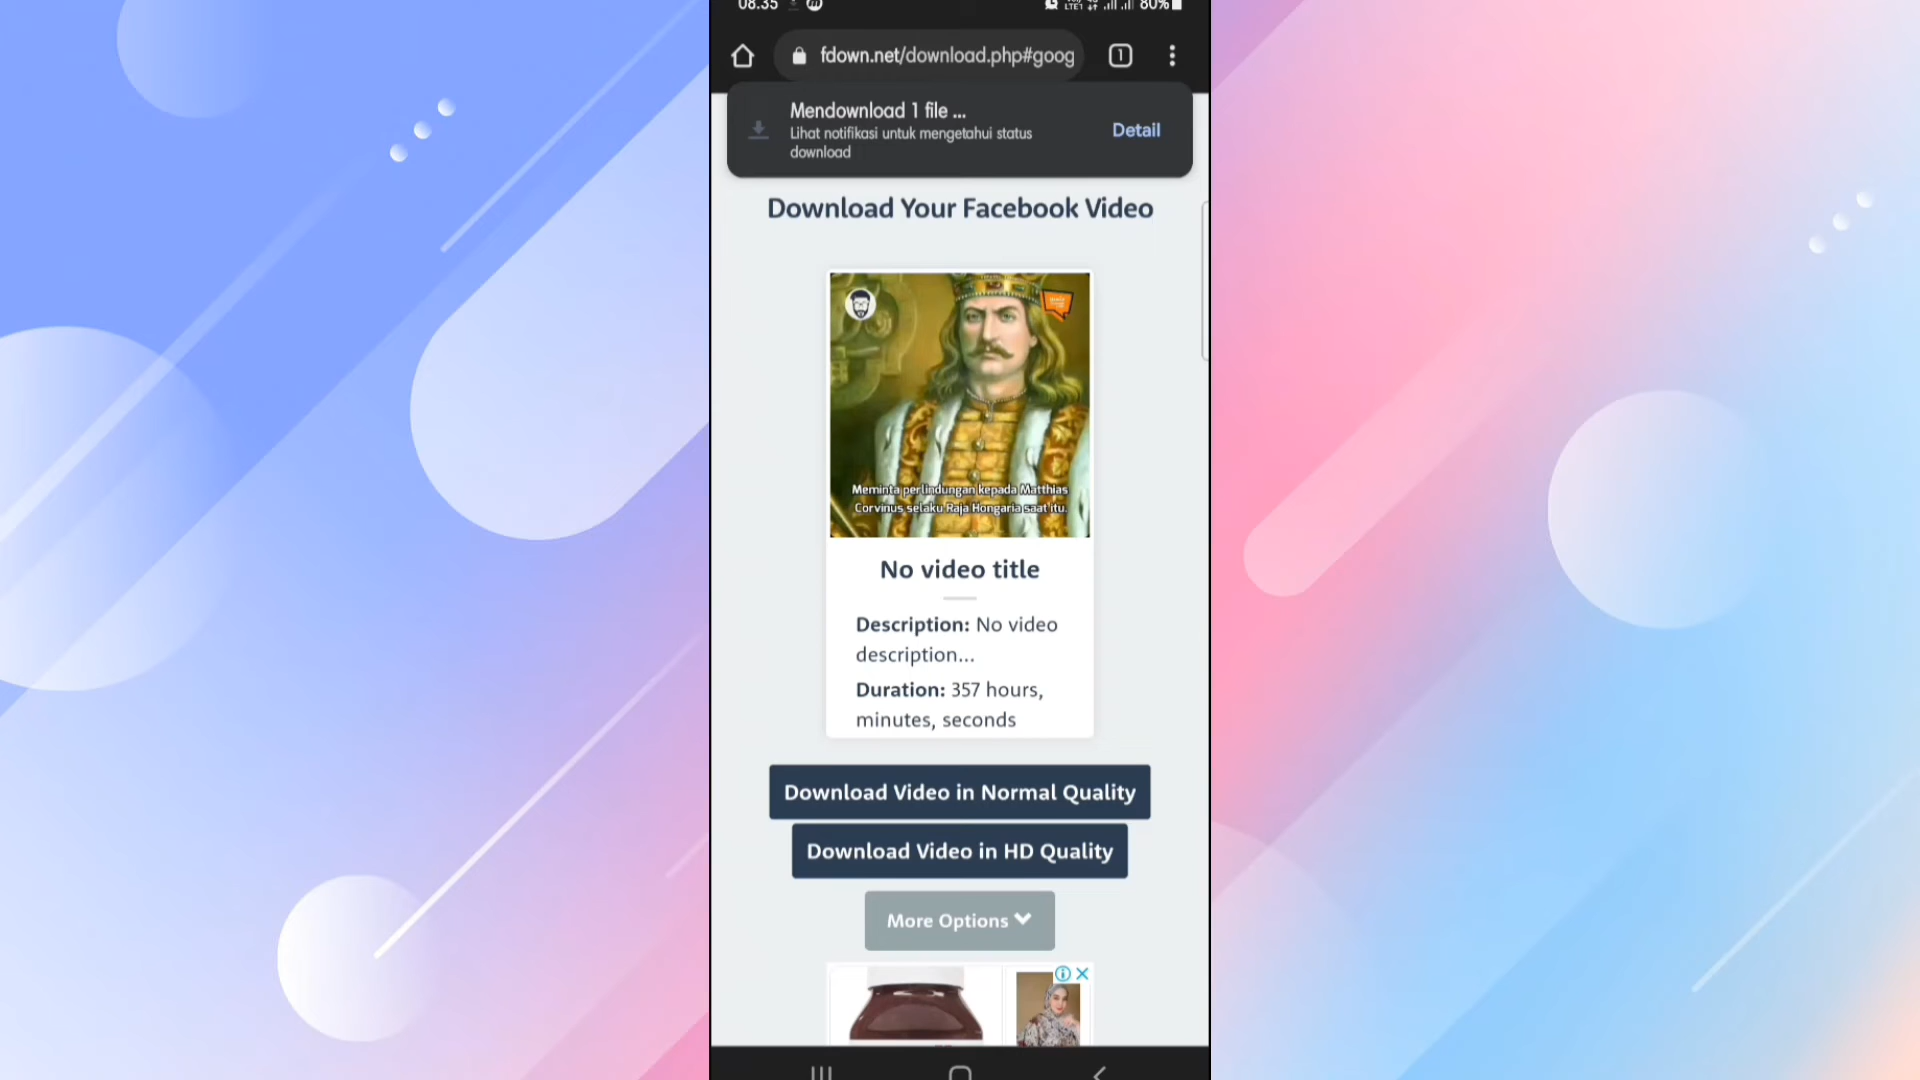 08.35
LTE1
80%
fdown.net/download.php#goog
1
Mendownload 1 file ...
Lihat notifikasi untuk mengetahui status
download
Detail
Download Your Facebook Video
Meminta perlindungan kepada Matthias
Corvinus selaku Raja Hongaria saat itu.
No video title
Description: No video
description...
Duration: 357 hours,
minutes, seconds
Download Video in Normal Quality
Download Video in HD Quality
More Options